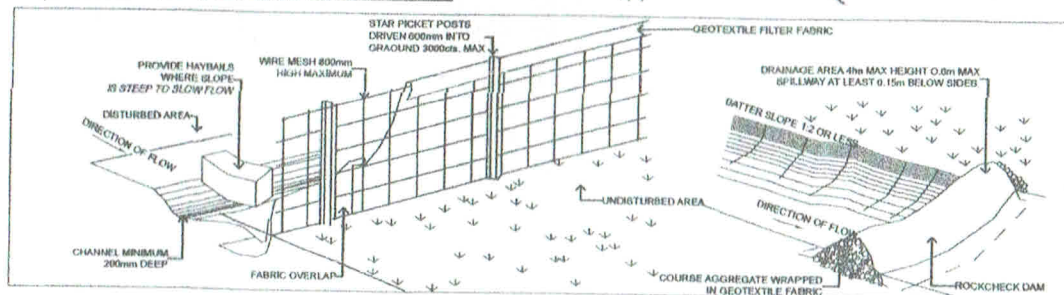 STAR PICKET POSTS
DRIVEN 600mm INTO
GRAOUND 3000cts. MAX
GEOTEXTILE FILTER FABRIC
PROVIDE HAYBAILS
WHERE SLOPE
IS STEEP TO SLOW FLOW
WIRE MESH 800mm
HIGH MAXIMUM
DRAINAGE AREA 4ha MAX HEIGHT 0.6m MAX
SPILLWAY AT LEAST 0.15m BELOW SIDES
DISTURBED AREA
DIRECTION OF FLOW
BATTER SLOPE 1:2 OR LESS
UNDISTURBED AREA
DIRECTION OF FLOW
CHANNEL MINIMUM
200mm DEEP
FABRIC OVERLAP
COURSE AGGREGATE WRAPPED
IN GEOTEXTILE FABRIC
ROCKCHECK DAM